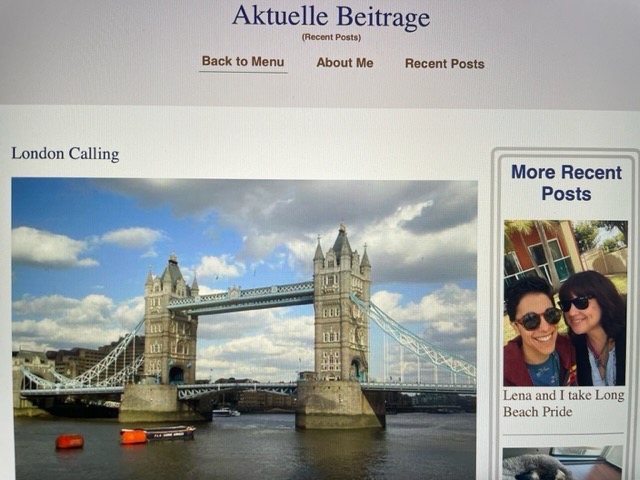 Aktuelle Beitrage
(Recent Posts)
Back to Menu About Me Recent Posts
London Calling
More Recent
Posts
Lena and I take Long
Beach Pride